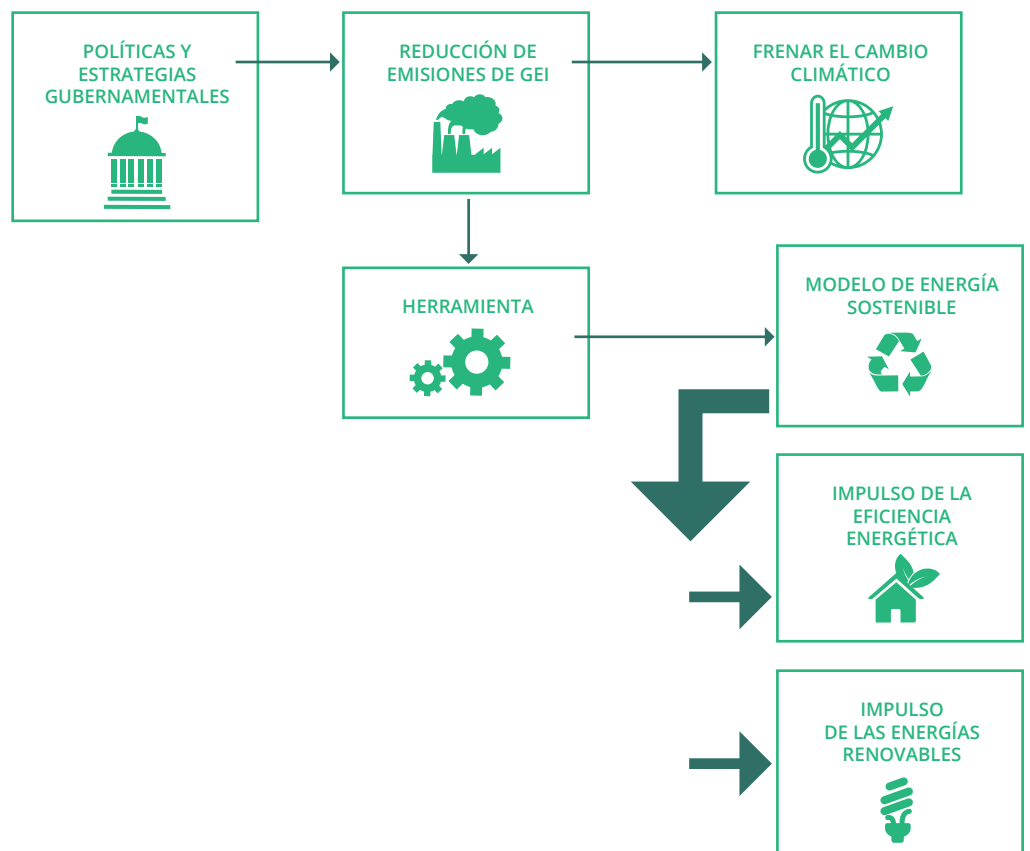 POLÍTICAS Y
ESTRATEGIAS
GUBERNAMENTALES
REDUCCIÓN DE
EMISIONES DE GEI
FRENAR EL CAMBIO
CLIMÁTICO
HERRAMIENTA
MODELO DE ENERGÍA
SOSTENIBLE
IMPULSO DE LA
EFICIENCIA
ENERGÉTICA
IMPULSO
DE LAS ENERGÍAS
RENOVABLES